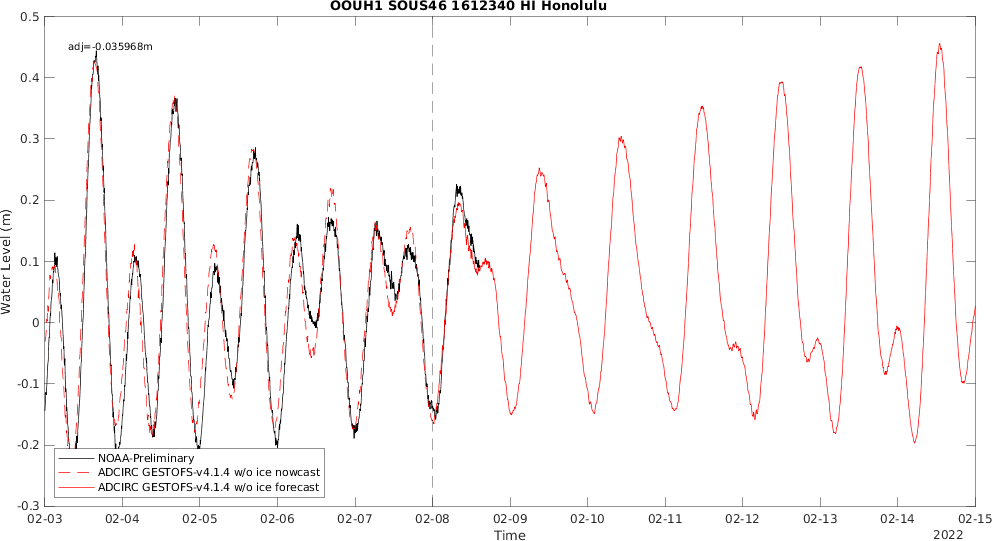 OOUH1 SOUS46 1612340 HI Honolulu
adj=-0.035968m
0.5
0.4
0.3
0.2
0.1
0
-0.1
-0.2
-0.3
Water Level (m)
NOAA-Preliminary
ADCIRC GESTOFS-v4.1.4 w/o ice nowcast
ADCIRC GESTOFS-v4.1.4 w/o ice forecast
02-03 02-04 02-05 02-06 02-07 02-08 02-09 02-10 02-11 02-12 02-13 02-14 02-15
Time
2022